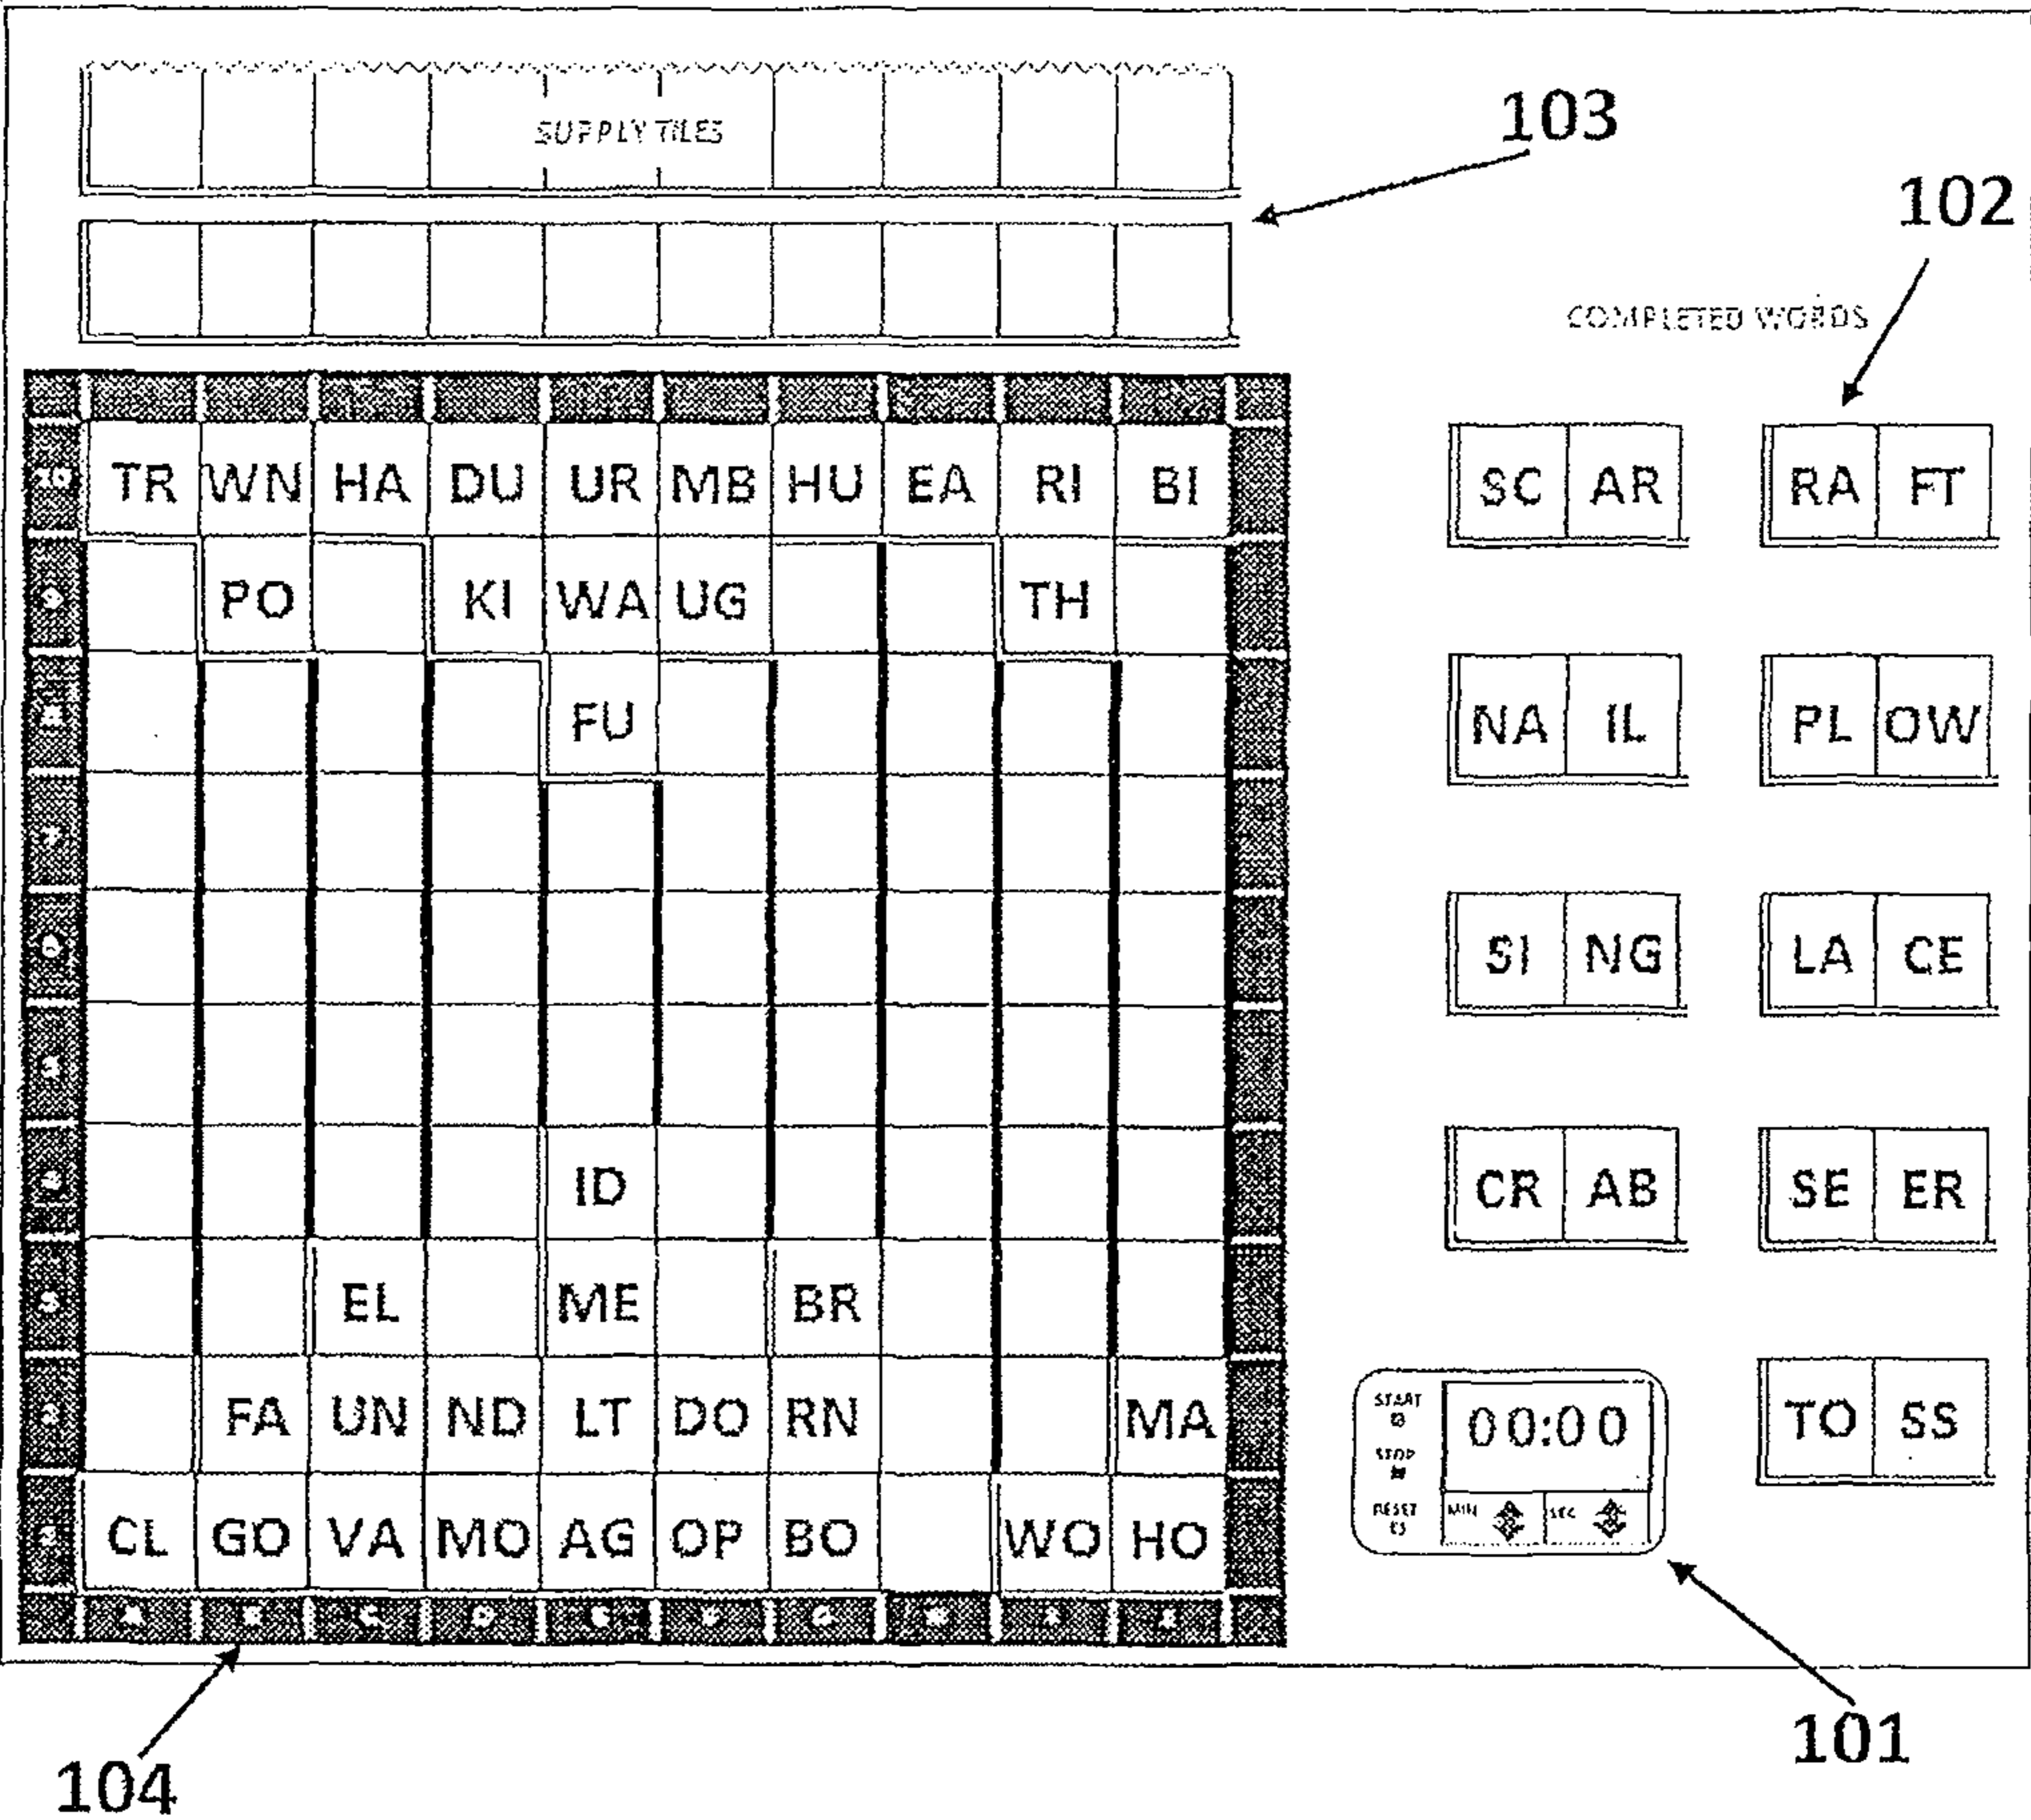 SUPPLY TILES
103
102
COMPLETED WORDS
10 TR WN HA DU UR MB HU EA RI BI
SC AR RA FT
PO KI WA UG TH
FU
NA IL PL OW
SI NG LA CE
ID
CR AB SE ER
EL ME BR
FA UN ND LT DO RN MA
START
STOP
RESET
00:00
MIN SEC
TO SS
CL GO VA MO AG OP BO WO HO
104
101